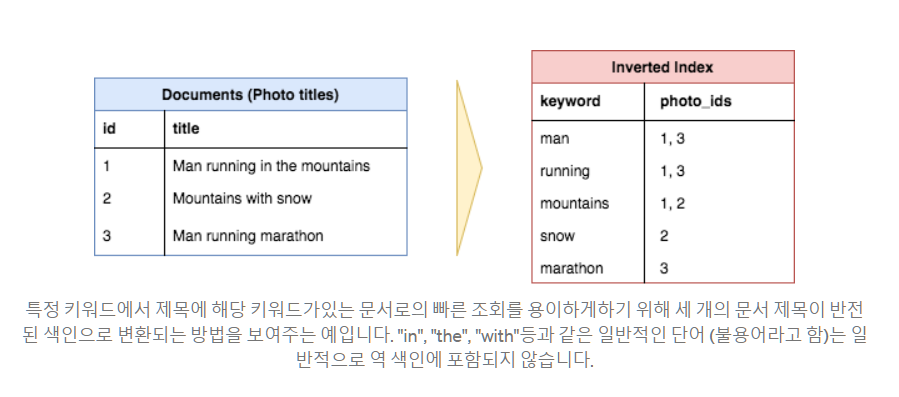 Documents (Photo titles)
id title
1 Man running in the mountains
2 Mountains with snow
3 Man running marathon
Inverted Index
keyword photo_ids
man 1, 3
running 1, 3
mountains 1, 2
snow 2
marathon 3
특정 키워드에서 제목에 해당 키워드가있는 문서로의 빠른 조회를 용이하게하기 위해 세 개의 문서 제목이 반전
된 색인으로 변환되는 방법을 보여주는 예입니다. "in", "the", "with"등과 같은 일반적인 단어 (불용어라고 함)는 일
반적으로 역 색인에 포함되지 않습니다.